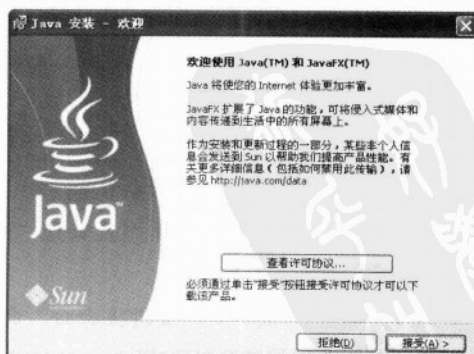 Java 安装 - 欢迎
欢迎使用 Java(TM) 和 JavaFX(TM)
Java 将使您的 Internet 体验更加丰富。
JavaFX 扩展了 Java 的功能，可将侵入式媒体和
内容传递到生活中的所有屏幕上。
作为安装和更新过程的一部分，某些非个人信
息会发送到 Sun 以帮助我们提高产品性能。有
关更多详细信息（包括如何禁用此传输），请
参见 http://java.com/data
Java™
Sun
查看许可协议...
必须通过单击"接受"按钮接受许可协议才可以下
载该产品。
拒绝(D)
接受(A) >